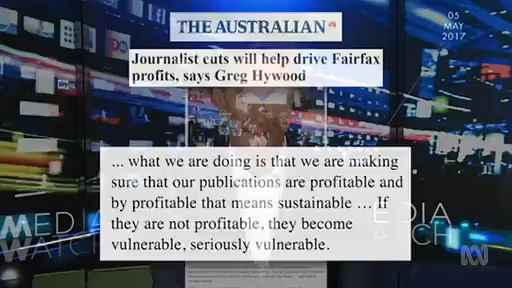 THE AUSTRALIAN
05
MAY
2017
Journalist cuts will help drive Fairfax
profits, says Greg Hywood
... what we are doing is that we are making
sure that our publications are profitable and
by profitable that means sustainable ... If
they are not profitable, they become
vulnerable, seriously vulnerable.
MEDIA
WATCH